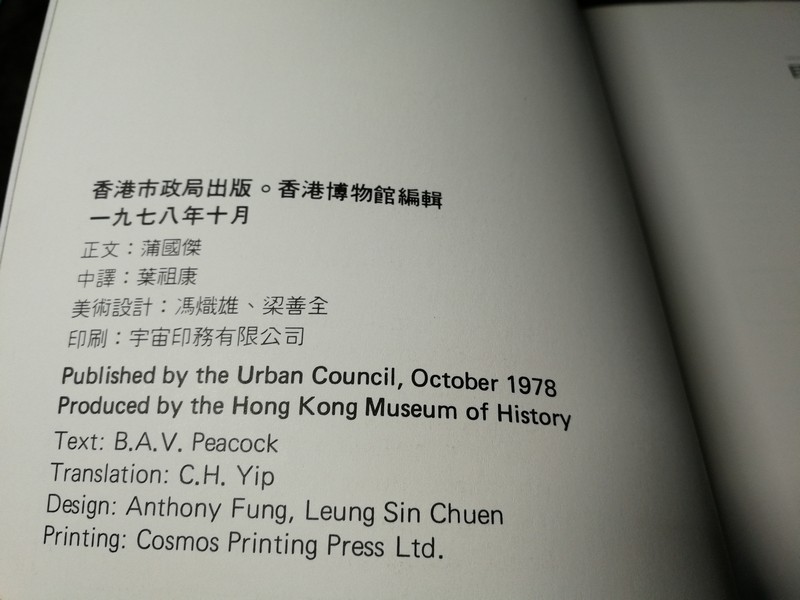 香港市政局出版。香港博物館編輯
一九七八年十月
正文：蒲國傑
中譯：葉祖康
美術設計：馮熾雄、梁善全
印刷：宇宙印務有限公司
Published by the Urban Council, October 1978
Produced by the Hong Kong Museum of History
Text: B.A.V. Peacock
Translation: C.H. Yip
Design: Anthony Fung, Leung Sin Chuen
Printing: Cosmos Printing Press Ltd.